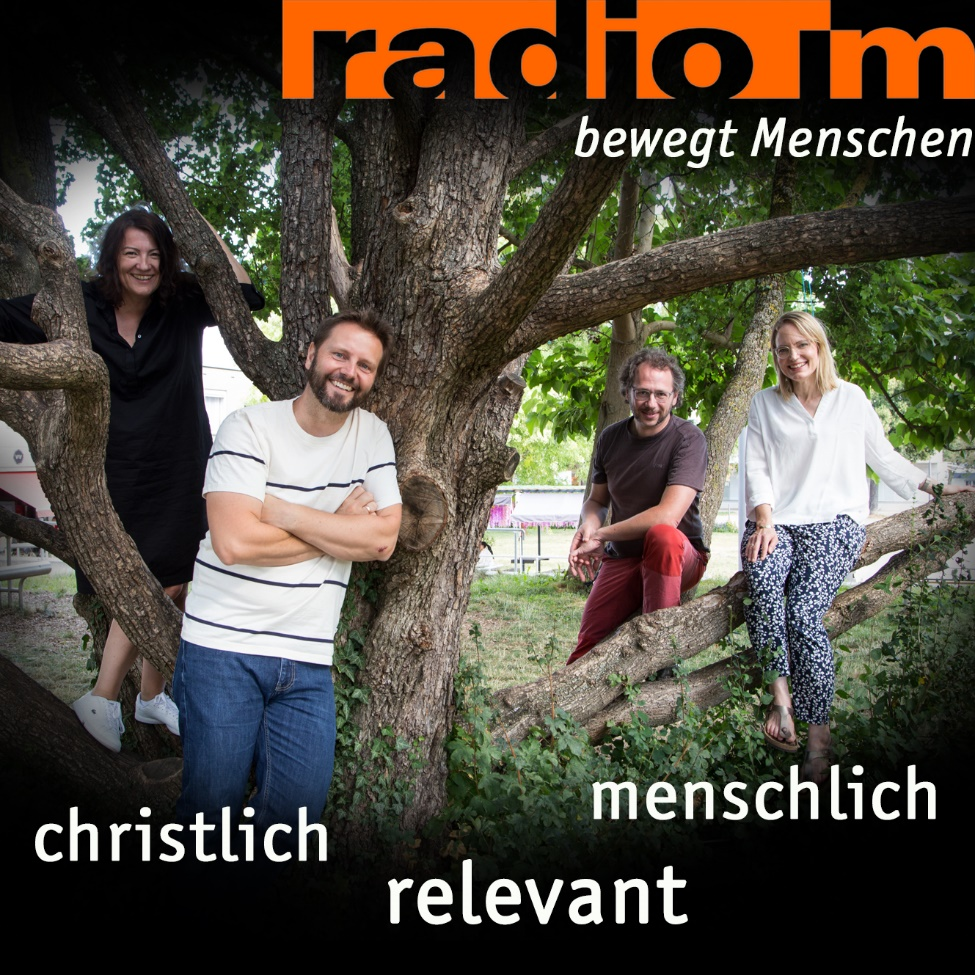 radio m
bewegt Menschen
menschlich
christlich
relevant